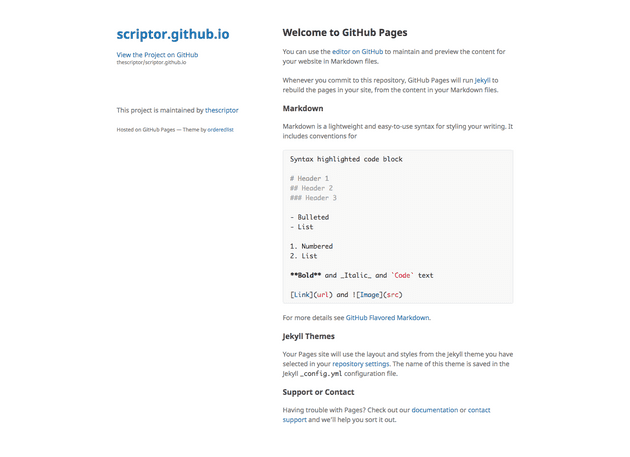 scriptor.github.io
View the Project on GitHub
thescriptor/scriptor.github.io
This project is maintained by thescriptor
Hosted on GitHub Pages — Theme by orderedlist
Welcome to GitHub Pages
You can use the editor on GitHub to maintain and preview the content for
your website in Markdown files.
Whenever you commit to this repository, GitHub Pages will run Jekyll to
rebuild the pages in your site, from the content in your Markdown files.
Markdown
Markdown is a lightweight and easy-to-use syntax for styling your writing. It
includes conventions for
Syntax highlighted code block
# Header 1
## Header 2
### Header 3
- Bulleted
- List
1. Numbered
2. List
**Bold** and _Italic_ and `Code` text
[Link](url) and ![Image](src)
For more details see GitHub Flavored Markdown.
Jekyll Themes
Your Pages site will use the layout and styles from the Jekyll theme you have
selected in your repository settings. The name of this theme is saved in the
Jekyll _config.yml configuration file.
Support or Contact
Having trouble with Pages? Check out our documentation or contact
support and we'll help you sort it out.